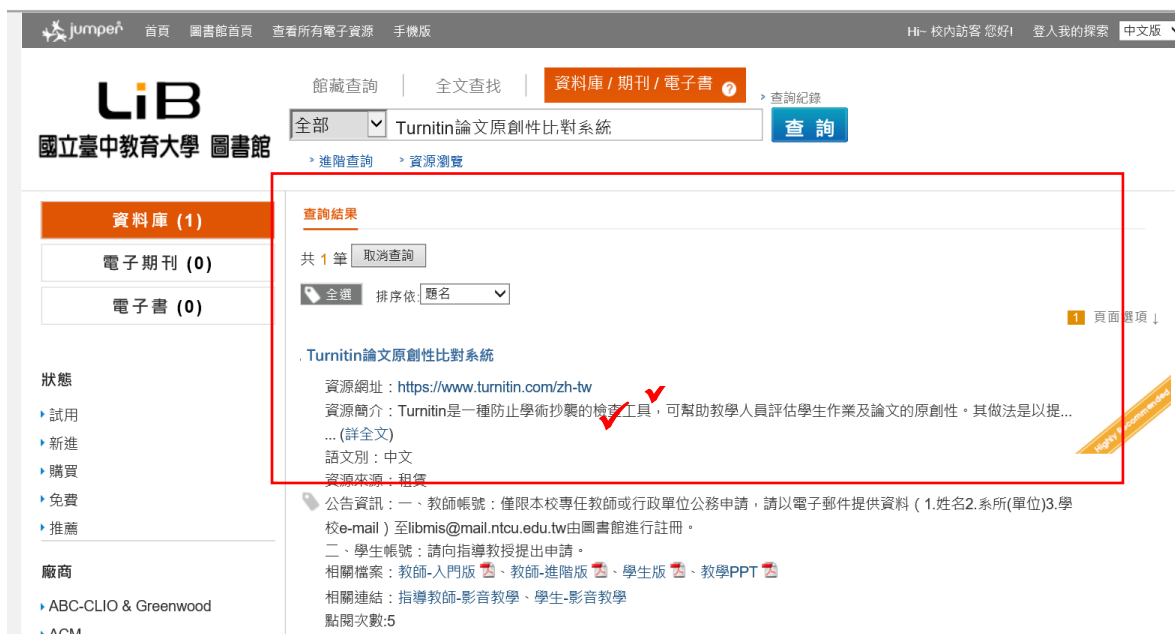 jumper 首頁 圖書館首頁 查看所有電子資源 手機版 Hi~ 校內訪客 您好! 登入我的探索 中文版
LiB
國立臺中教育大學 圖書館
館藏查詢 全文查找 資料庫 / 期刊 / 電子書 ?
查詢紀錄
全部 Turnitin論文原創性比對系統 查 詢
進階查詢 資源瀏覽
資料庫 (1)
電子期刊 (0)
電子書 (0)
狀態
試用
新進
購買
免費
推薦
廠商
ABC-CLIO & Greenwood
ACM
查詢結果
共 1 筆 取消查詢
全選 排序依: 題名
1 頁面選項 ↓
. Turnitin論文原創性比對系統
資源網址：https://www.turnitin.com/zh-tw
資源簡介：Turnitin是一種防止學術抄襲的檢查工具，可幫助教學人員評估學生作業及論文的原創性。其做法是以提...
... (詳全文)
Highly Recommended
語文別：中文
資源來源：租賃
公告資訊：一、教師帳號：僅限本校專任教師或行政單位公務申請，請以電子郵件提供資料（1.姓名2.系所(單位)3.學
校e-mail）至libmis@mail.ntcu.edu.tw由圖書館進行註冊。
二、學生帳號：請向指導教授提出申請。
相關檔案：教師-入門版、教師-進階版、學生版、教學PPT
相關連結：指導教師-影音教學、學生-影音教學
點閱次數:5